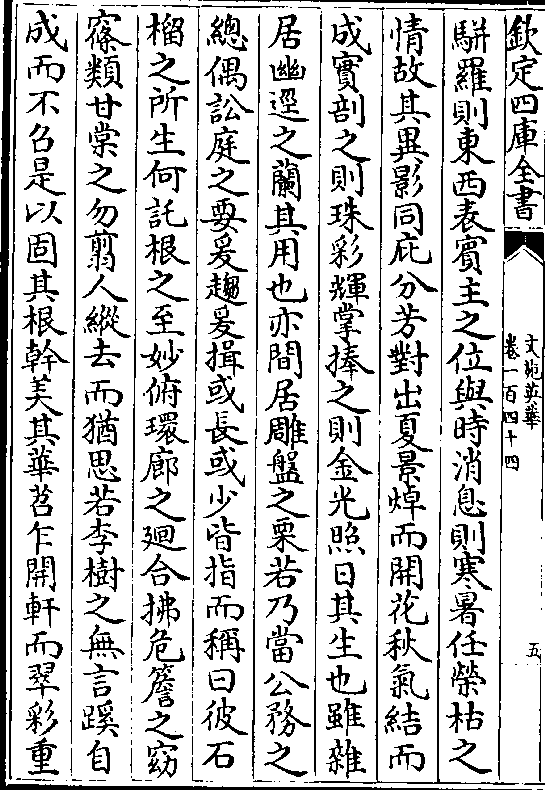 欽定四庫全書
文苑英華
卷一百四十四
五
駢羅則東西表賓主之位與時消息則寒暑任榮枯之
情故其異影同庇分芳對出夏景焯而開花秋氣結而
成實剖之則珠彩輝掌捧之則金光照日其生也雖雜
居幽逕之蘭其用也亦間居雕盤之栗若乃當公務之
總偶訟庭之要爰趨爰揖或長或少皆指而稱曰彼石
榴之所生何託根之至妙俯環廊之廻合拂危簷之窈
窱類甘棠之勿翦人縱去而猶思若李樹之無言蹊自
成而不召是以固其根幹美其華萏乍開軒而翠彩重